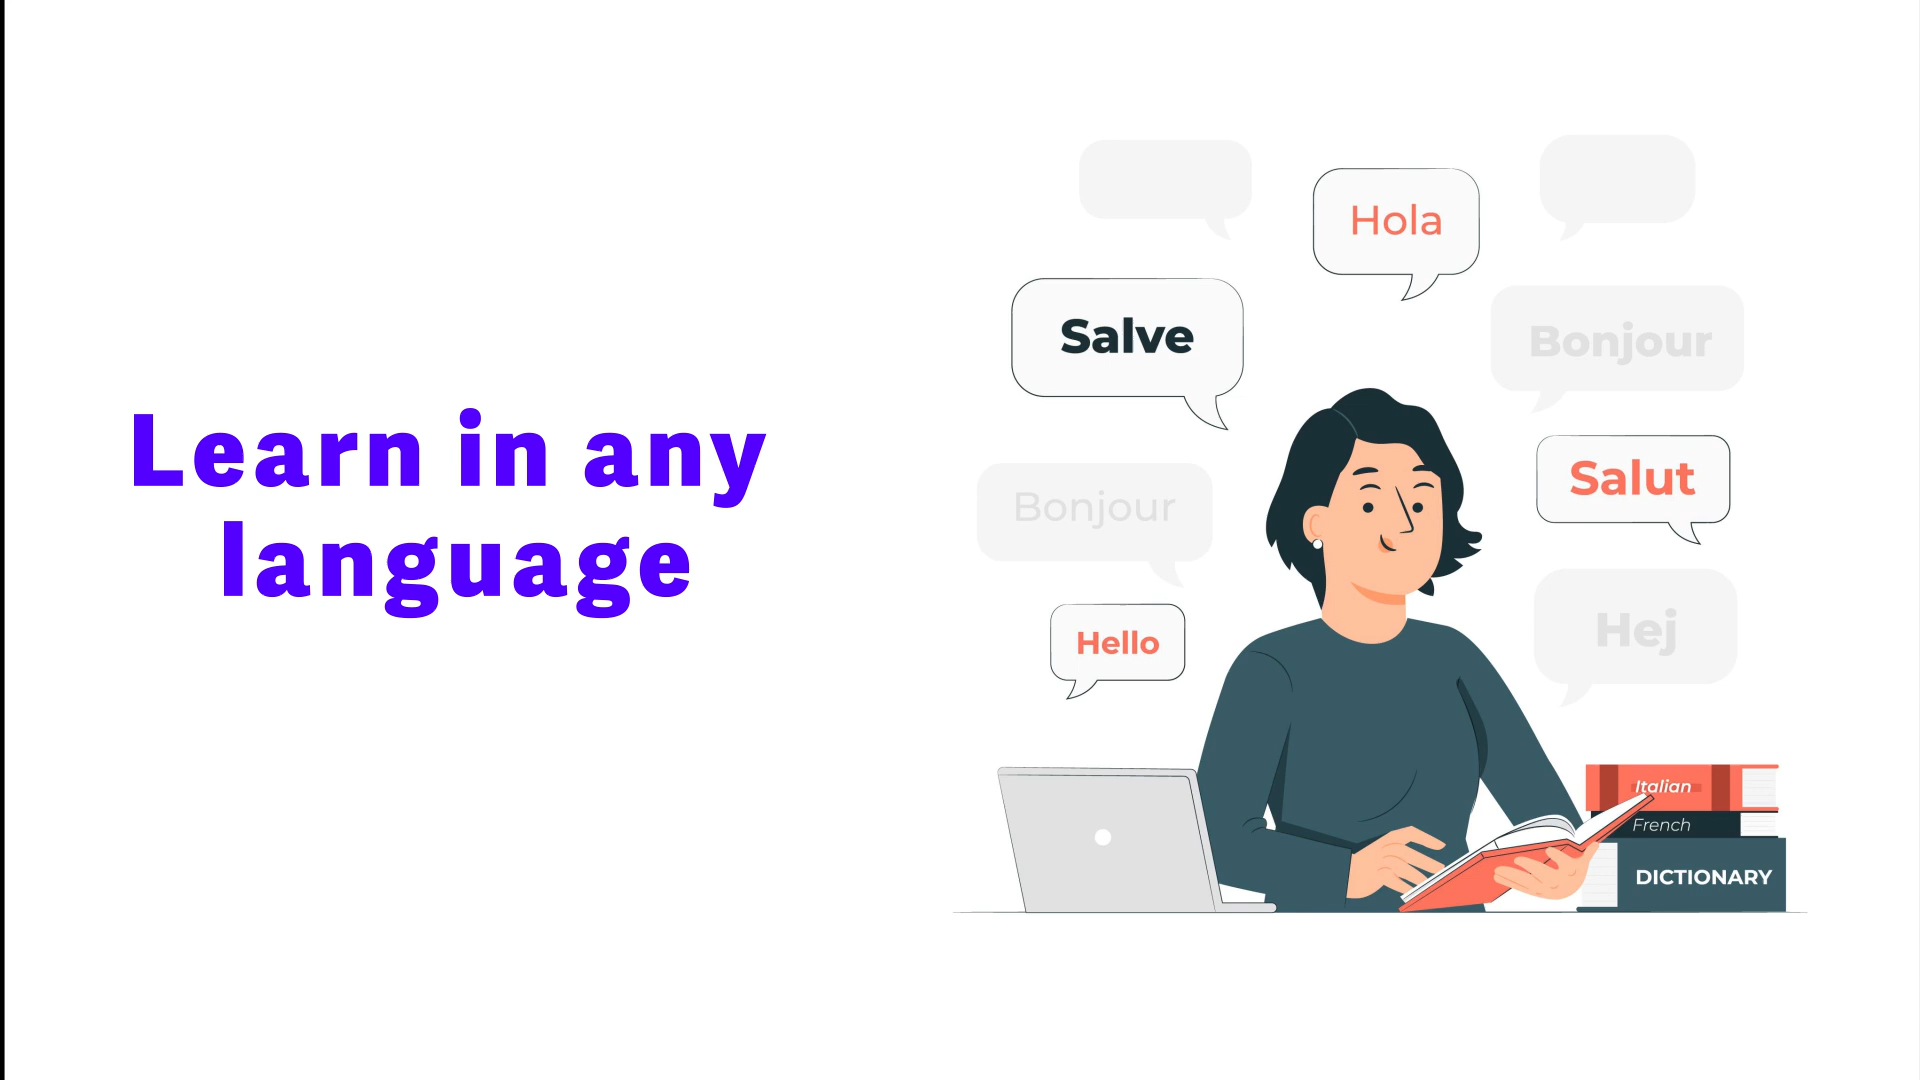 Learn in any
language
Hola
Salve
Bonjour
Salut
Bonjour
Hej
Hello
Italian
French
DICTIONARY